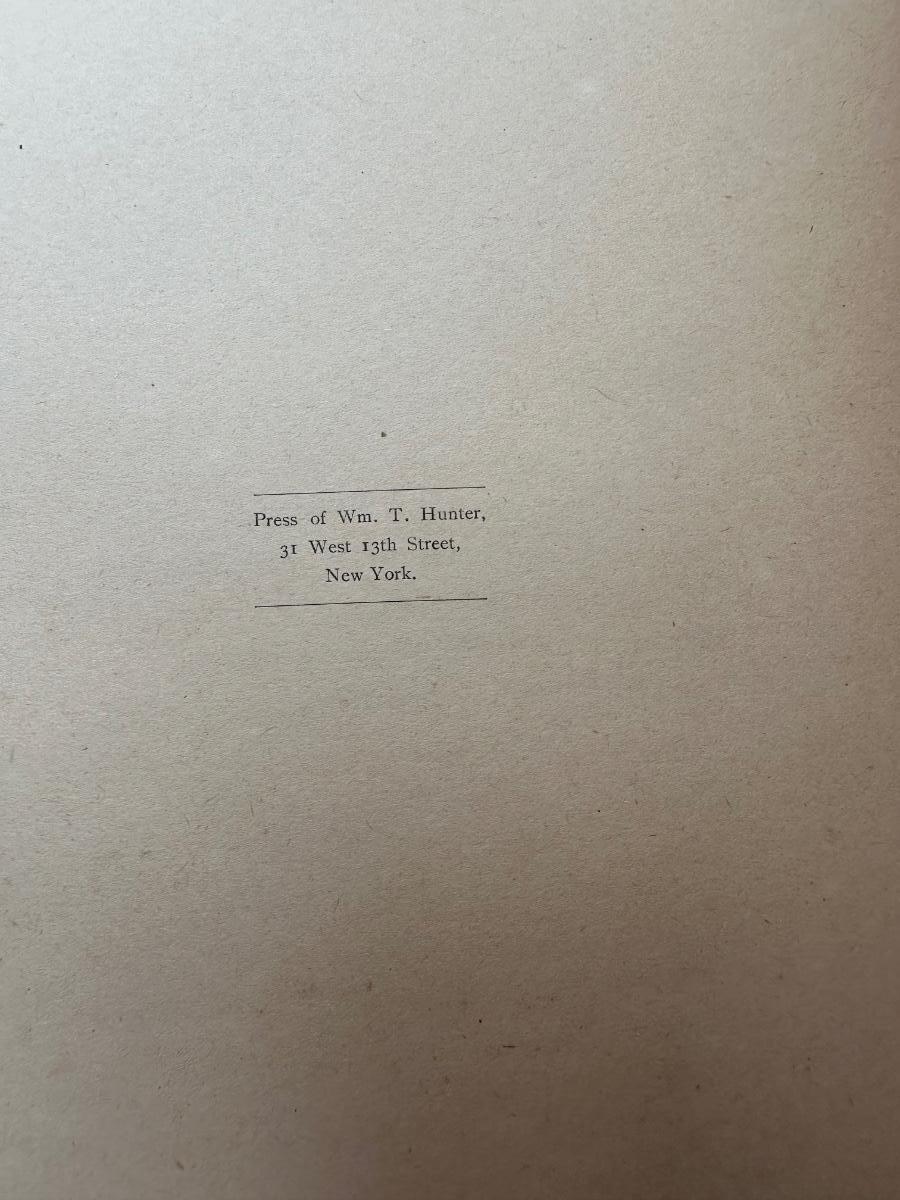 Press of Wm. T. Hunter,
31 West 13th Street,
New York.